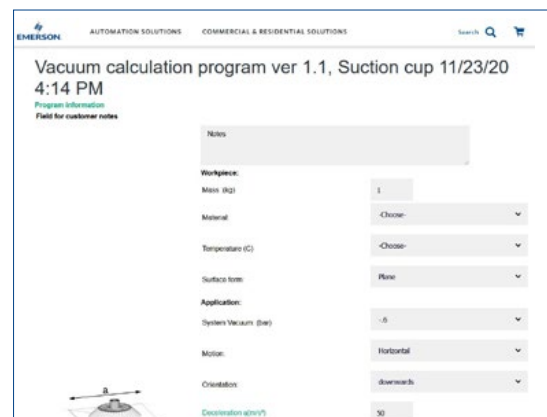 EMERSON
AUTOMATION SOLUTIONS COMMERCIAL & RESIDENTIAL SOLUTIONS Search
Vacuum calculation program ver 1.1, Suction cup 11/23/20
4:14 PM
Program information
Field for customer notes
Notes
Workpiece:
Mass (kg) 1
Material: -Choose-
Temperature (C) -Choose-
Surface form: Plane
Application:
System Vacuum (bar) -.6
Motion: Horizontal
Orientation: downwards
a
Deceleration a(m/s²) 50